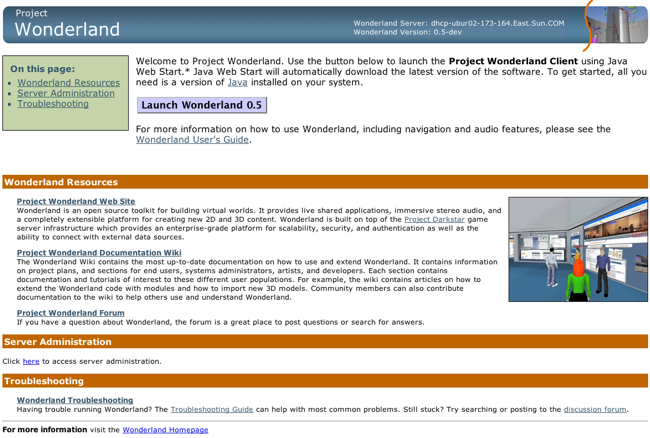 Project
Wonderland
Wonderland Server: dhcp-ubur02-173-164.East.Sun.COM
Wonderland Version: 0.5-dev
On this page:
Wonderland Resources
Server Administration
Troubleshooting
Welcome to Project Wonderland. Use the button below to launch the Project Wonderland Client using Java
Web Start.* Java Web Start will automatically download the latest version of the software. To get started, all you
need is a version of Java installed on your system.
Launch Wonderland 0.5
For more information on how to use Wonderland, including navigation and audio features, please see the
Wonderland User's Guide.
Wonderland Resources
Project Wonderland Web Site
Wonderland is an open source toolkit for building virtual worlds. It provides live shared applications, immersive stereo audio, and
a completely extensible platform for creating new 2D and 3D content. Wonderland is built on top of the Project Darkstar game
server infrastructure which provides an enterprise-grade platform for scalability, security, and authentication as well as the
ability to connect with external data sources.
Project Wonderland Documentation Wiki
The Wonderland Wiki contains the most up-to-date documentation on how to use and extend Wonderland. It contains information
on project plans, and sections for end users, systems administrators, artists, and developers. Each section contains
documentation and tutorials of interest to these different user populations. For example, the wiki contains articles on how to
extend the Wonderland code with modules and how to import new 3D models. Community members can also contribute
documentation to the wiki to help others use and understand Wonderland.
Project Wonderland Forum
If you have a question about Wonderland, the forum is a great place to post questions or search for answers.
Server Administration
Click here to access server administration.
Troubleshooting
Wonderland Troubleshooting
Having trouble running Wonderland? The Troubleshooting Guide can help with most common problems. Still stuck? Try searching or posting to the discussion forum.
For more information visit the Wonderland Homepage